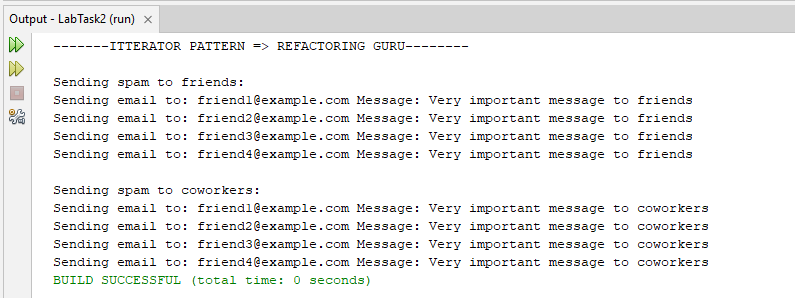 Output - LabTask2 (run) ×
-------ITTERATOR PATTERN => REFACTORING GURU--------
Sending spam to friends:
Sending email to: friend1@example.com Message: Very important message to friends
Sending email to: friend2@example.com Message: Very important message to friends
Sending email to: friend3@example.com Message: Very important message to friends
Sending email to: friend4@example.com Message: Very important message to friends
Sending spam to coworkers:
Sending email to: friend1@example.com Message: Very important message to coworkers
Sending email to: friend2@example.com Message: Very important message to coworkers
Sending email to: friend3@example.com Message: Very important message to coworkers
Sending email to: friend4@example.com Message: Very important message to coworkers
BUILD SUCCESSFUL (total time: 0 seconds)